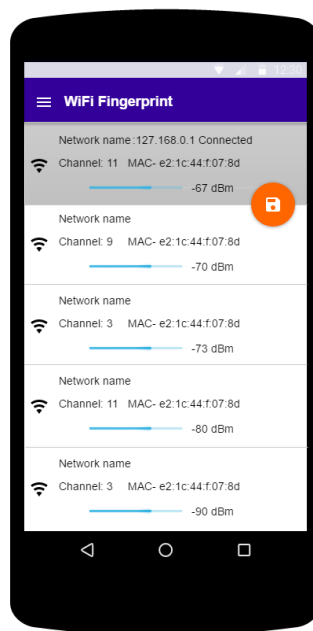 12:30
WiFi Fingerprint
Network name :127.168.0.1 Connected
Channel: 11 MAC- e2:1c:44:f:07:8d
-67 dBm
Network name
Channel: 9 MAC- e2:1c:44:f:07:8d
-70 dBm
Network name
Channel: 3 MAC- e2:1c:44:f:07:8d
-73 dBm
Network name
Channel: 11 MAC- e2:1c:44:f:07:8d
-80 dBm
Network name
Channel: 3 MAC- e2:1c:44:f:07:8d
-90 dBm